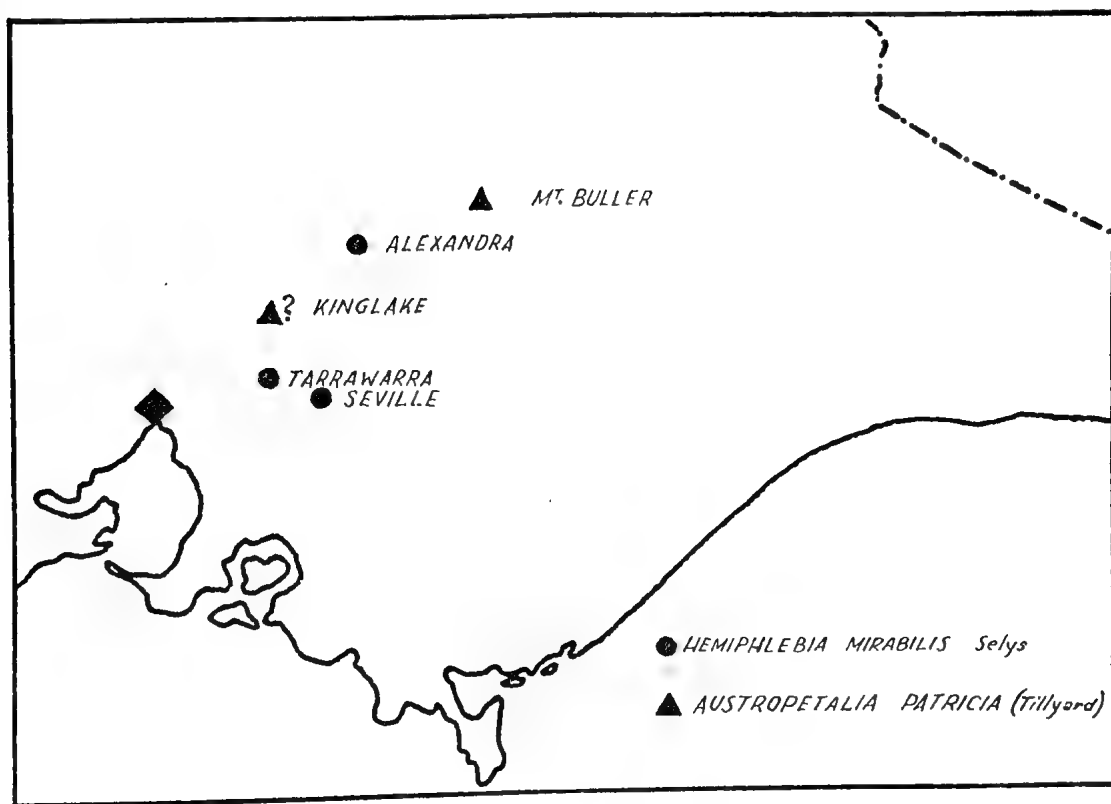 Mᵀ. BULLER
ALEXANDRA
? KINGLAKE
TARRAWARRA
SEVILLE
HEMIPHLEBIA MIRABILIS Selys
AUSTROPETALIA PATRICIA (Tillyard)